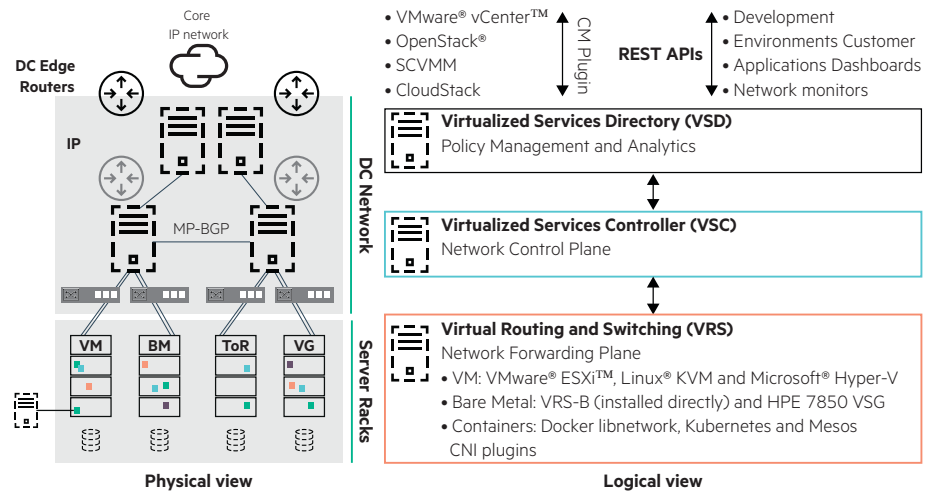 Core
IP network
DC Edge
Routers
IP
MP-BGP
DC Network
VM
BM
ToR
VG
Server Racks
Physical view
• VMware® vCenter™
• OpenStack®
• SCVMM
• CloudStack
CM Plugin
REST APIs
• Development
• Environments Customer
• Applications Dashboards
• Network monitors
Virtualized Services Directory (VSD)
Policy Management and Analytics
Virtualized Services Controller (VSC)
Network Control Plane
Virtual Routing and Switching (VRS)
Network Forwarding Plane
• VM: VMware® ESXi™, Linux® KVM and Microsoft® Hyper-V
• Bare Metal: VRS-B (installed directly) and HPE 7850 VSG
• Containers: Docker libnetwork, Kubernetes and Mesos
CNI plugins
Logical view